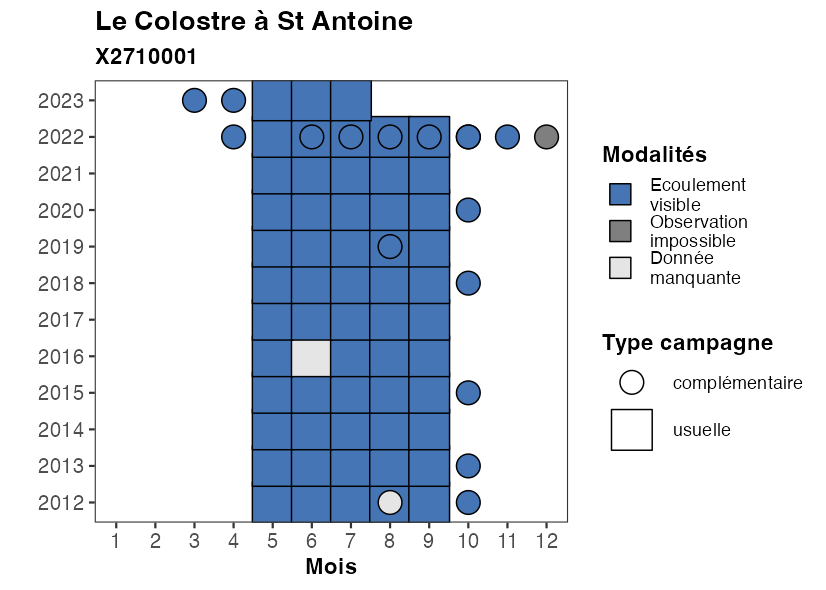 Le Colostre à St Antoine
X2710001
2023
2022
2021
2020
2019
2018
2017
2016
2015
2014
2013
2012
1 2 3 4 5 6 7 8 9 10 11 12
Mois
Modalités
Ecoulement
visible
Observation
impossible
Donnée
manquante
Type campagne
complémentaire
usuelle